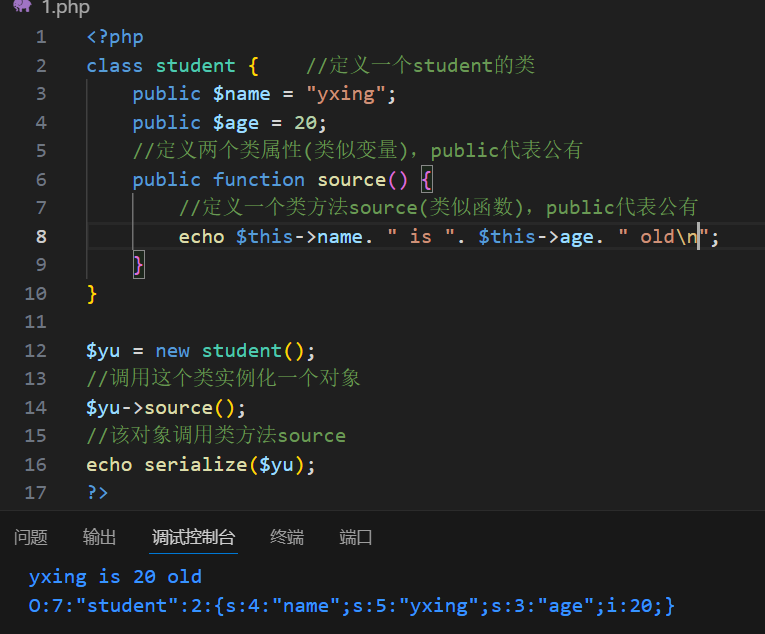 1.php
1 <?php
2 class student {    //定义一个student的类
3     public $name = "yxing";
4     public $age = 20;
5     //定义两个类属性(类似变量)，public代表公有
6     public function source() {
7         //定义一个类方法source(类似函数)，public代表公有
8         echo $this->name. " is ". $this->age. " old\n";
9     }
10 }
11
12 $yu = new student();
13 //调用这个类实例化一个对象
14 $yu->source();
15 //该对象调用类方法source
16 echo serialize($yu);
17 ?>
问题 输出 调试控制台 终端 端口
yxing is 20 old
O:7:"student":2:{s:4:"name";s:5:"yxing";s:3:"age";i:20;}